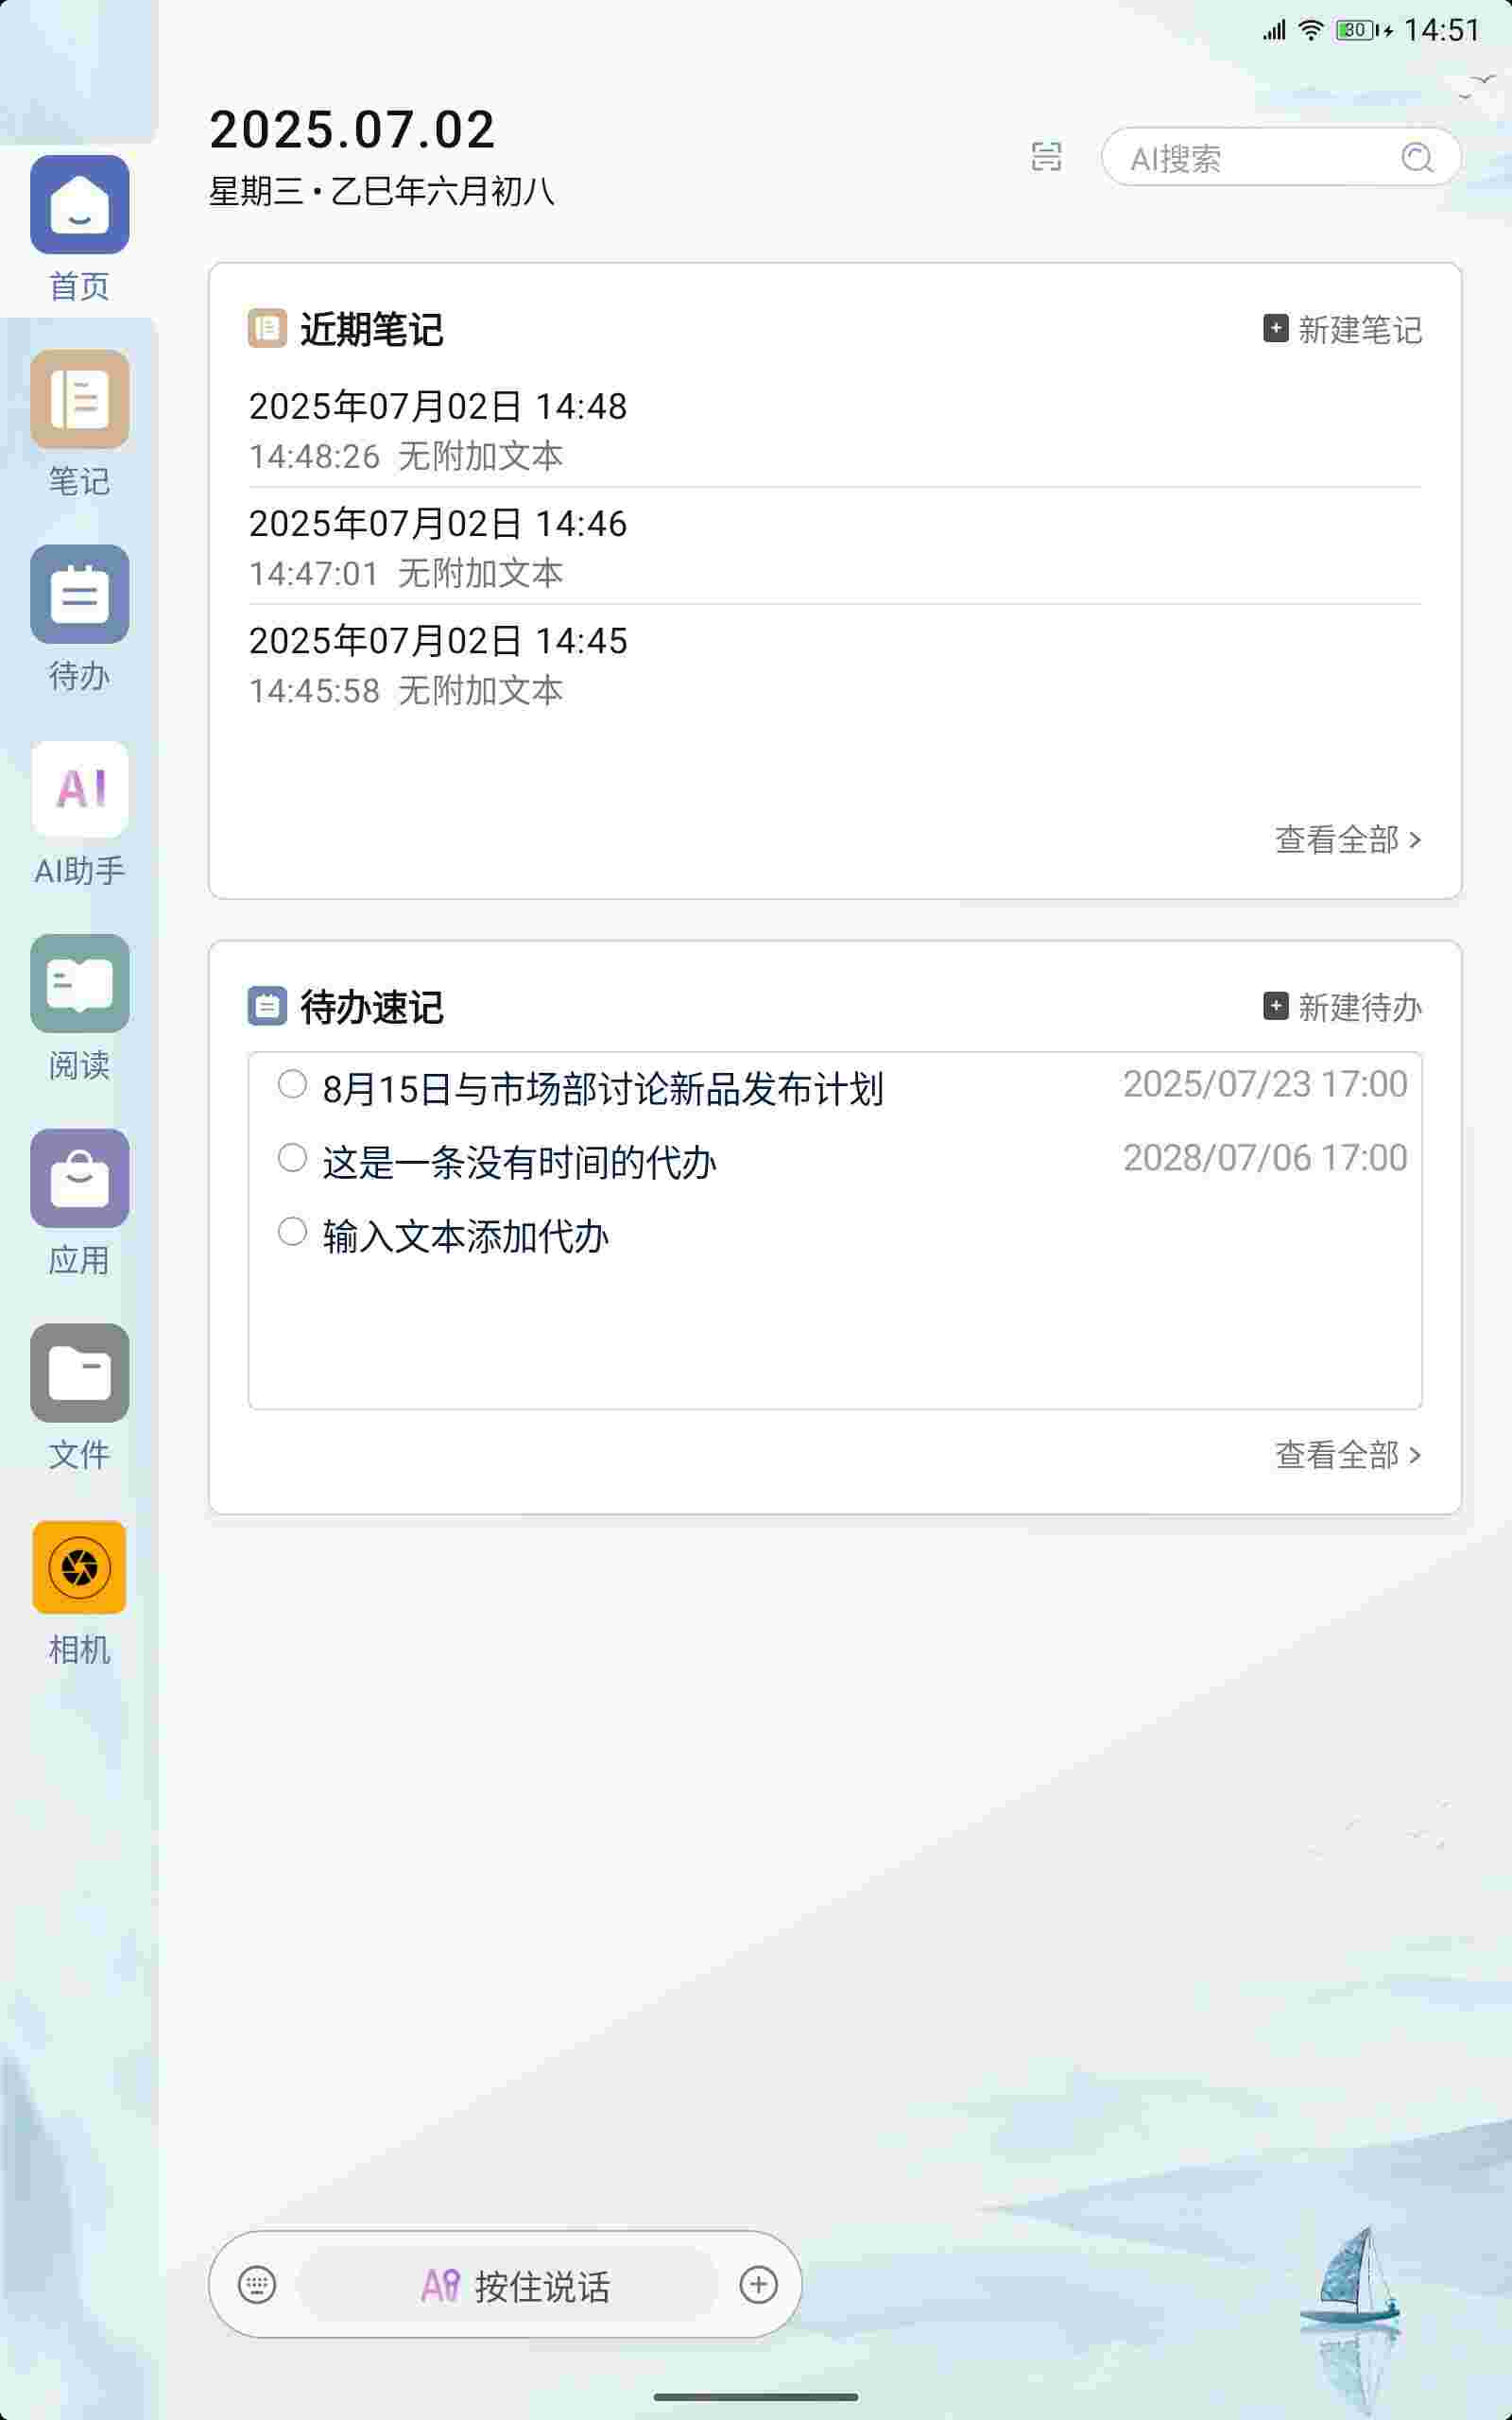 30 14:51
2025.07.02
星期三·乙巳年六月初八
AI搜索
首页
笔记
待办
AI
AI助手
阅读
应用
文件
相机
近期笔记
新建笔记
2025年07月02日 14:48
14:48:26 无附加文本
2025年07月02日 14:46
14:47:01 无附加文本
2025年07月02日 14:45
14:45:58 无附加文本
查看全部 >
待办速记
新建待办
8月15日与市场部讨论新品发布计划 2025/07/23 17:00
这是一条没有时间的代办 2028/07/06 17:00
输入文本添加代办
查看全部 >
AI 按住说话